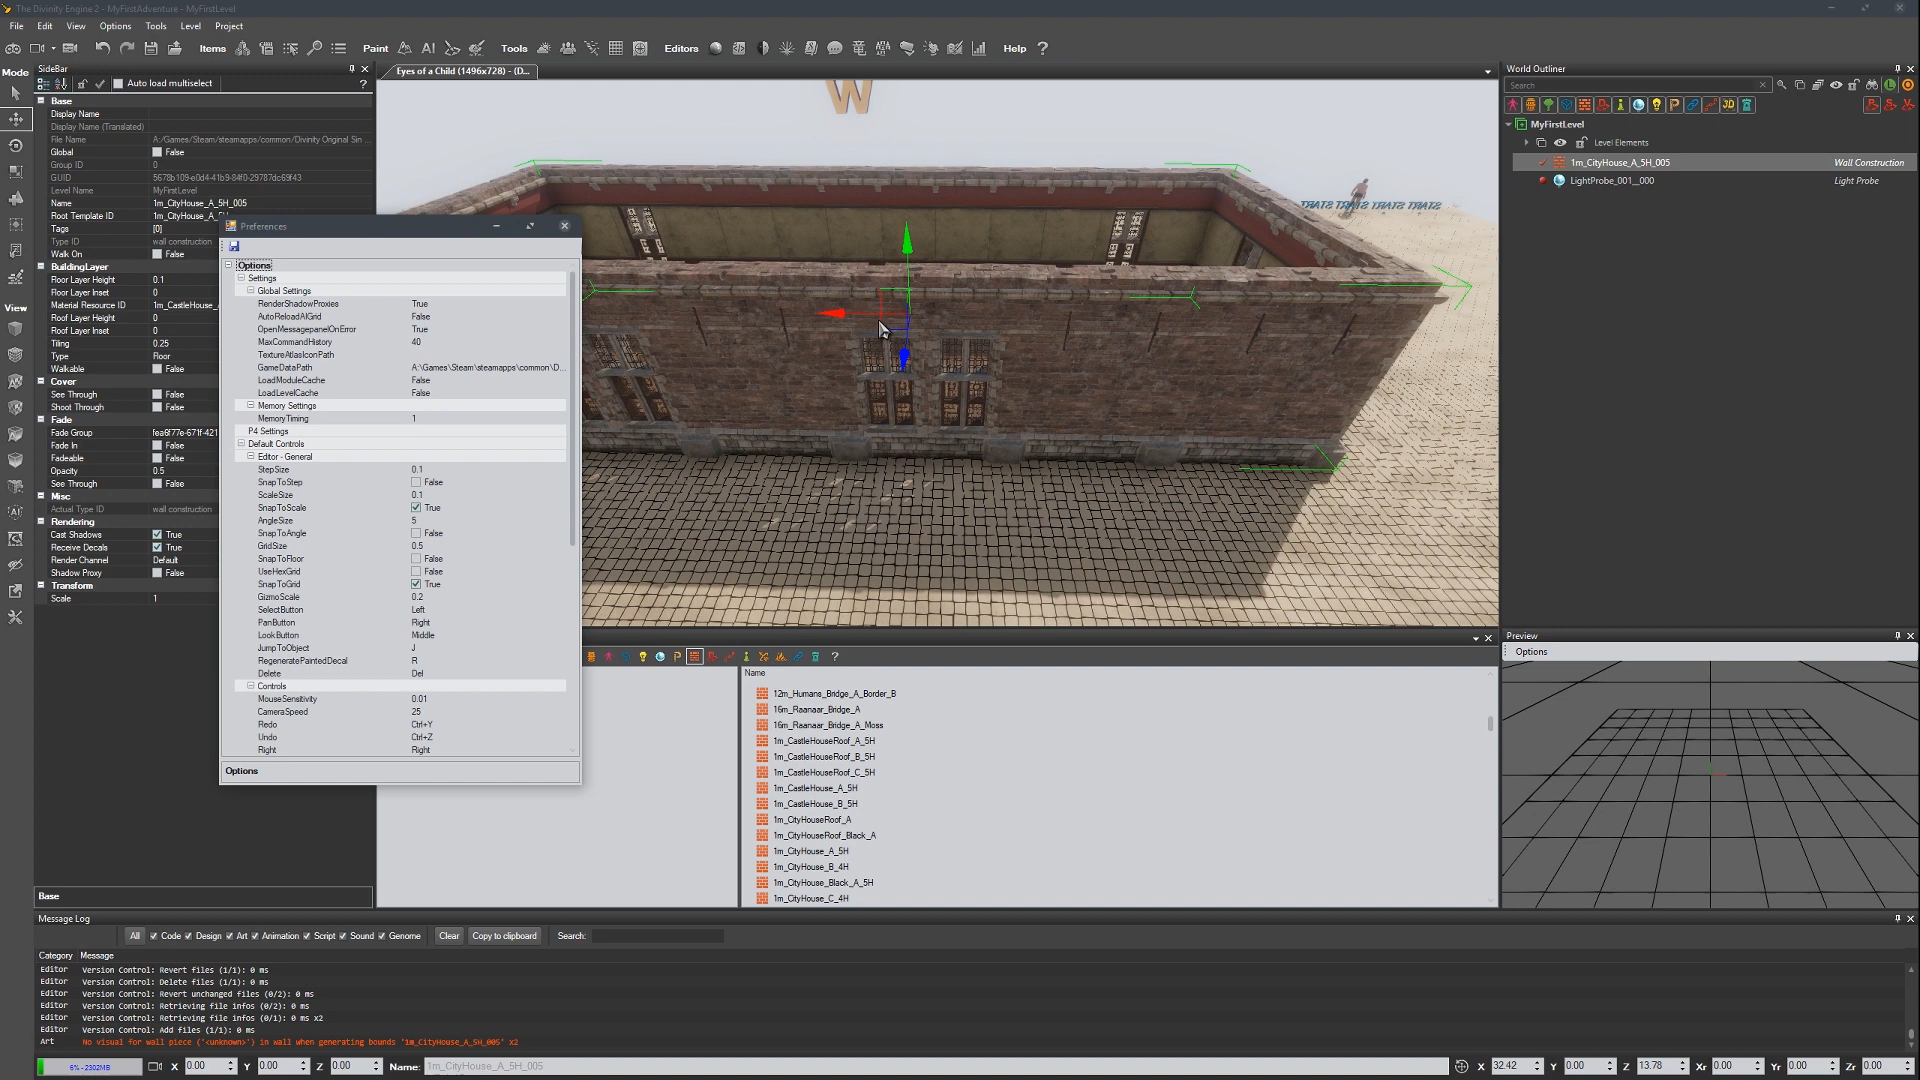 The Divinity Engine 2 - MyFirstAdventure - MyFirstLevel
File Edit View Options Tools Level Project
Items Paint AI Tools Editors Help ?
Mode
SideBar
Auto load multiselect ?
Base
Display Name
Display Name (Translated)
File Name A:/Games/Steam/steamapps/common/Divinity Original Sin ...
Global False
Group ID 0
GUID 5678b109-e0d4-41b9-84f0-29787dc69f43
Level Name MyFirstLevel
Name 1m_CityHouse_A_5H_005
Root Template ID 1m_CityHouse_A_5H
Tags [0]
Type ID wall construction
Walk On False
BuildingLayer
Floor Layer Height 0.1
Floor Layer Inset 0
Material Resource ID 1m_CastleHouse_
Roof Layer Height 0
Roof Layer Inset 0
Tiling 0.25
Type Floor
Walkable False
Cover
See Through False
Shoot Through False
Fade
Fade Group fea6f77e-671f-421
Fade In False
Fadeable False
Opacity 0.5
See Through False
Misc
Actual Type ID wall construction
Rendering
Cast Shadows True
Receive Decals True
Render Channel Default
Shadow Proxy False
Transform
Scale 1
View
Base
Preferences
Options
Settings
Global Settings
RenderShadowProxies True
AutoReloadAIGrid False
OpenMessagepanelOnError True
MaxCommandHistory 40
TextureAtlasIconPath
GameDataPath A:\Games\Steam\steamapps\common\D...
LoadModuleCache False
LoadLevelCache False
Memory Settings
MemoryTiming 1
P4 Settings
Default Controls
Editor - General
StepSize 0.1
SnapToStep False
ScaleSize 0.1
SnapToScale True
AngleSize 5
SnapToAngle False
GridSize 0.5
SnapToFloor False
UseHexGrid False
SnapToGrid True
GizmoScale 0.2
SelectButton Left
PanButton Right
LookButton Middle
JumpToObject J
RegeneratePaintedDecal R
Delete Del
Controls
MouseSensitivity 0.01
CameraSpeed 25
Redo Ctrl+Y
Undo Ctrl+Z
Right Right
Options
Eyes of a Child (1496x728) - (D...
W
START START START START
?
Name
12m_Humans_Bridge_A_Border_B
16m_Raanaar_Bridge_A
16m_Raanaar_Bridge_A_Moss
1m_CastleHouseRoof_A_5H
1m_CastleHouseRoof_B_5H
1m_CastleHouseRoof_C_5H
1m_CastleHouse_A_5H
1m_CastleHouse_B_5H
1m_CityHouseRoof_A
1m_CityHouseRoof_Black_A
1m_CityHouse_A_5H
1m_CityHouse_B_4H
1m_CityHouse_Black_A_5H
1m_CityHouse_C_4H
World Outliner
Search
3D
MyFirstLevel
Level Elements
1m_CityHouse_A_5H_005 Wall Construction
LightProbe_001__000 Light Probe
Preview
Options
Message Log
All Code Design Art Animation Script Sound Genome Clear Copy to clipboard Search:
Category Message
Editor Version Control: Revert files (1/1): 0 ms
Editor Version Control: Delete files (1/1): 0 ms
Editor Version Control: Revert unchanged files (0/2): 0 ms
Editor Version Control: Retrieving file infos (0/2): 0 ms
Editor Version Control: Retrieving file infos (0/1): 0 ms x2
Editor Version Control: Add files (1/1): 0 ms
Art No visual for wall piece ('<unknown>') in wall when generating bounds '1m_CityHouse_A_5H_005' x2
6% - 2302MB X 0.00 Y 0.00 Z 0.00 Name: 1m_CityHouse_A_5H_005 X 32.42 Y 0.00 Z 13.78 Xr 0.00 Yr 0.00 Zr 0.00